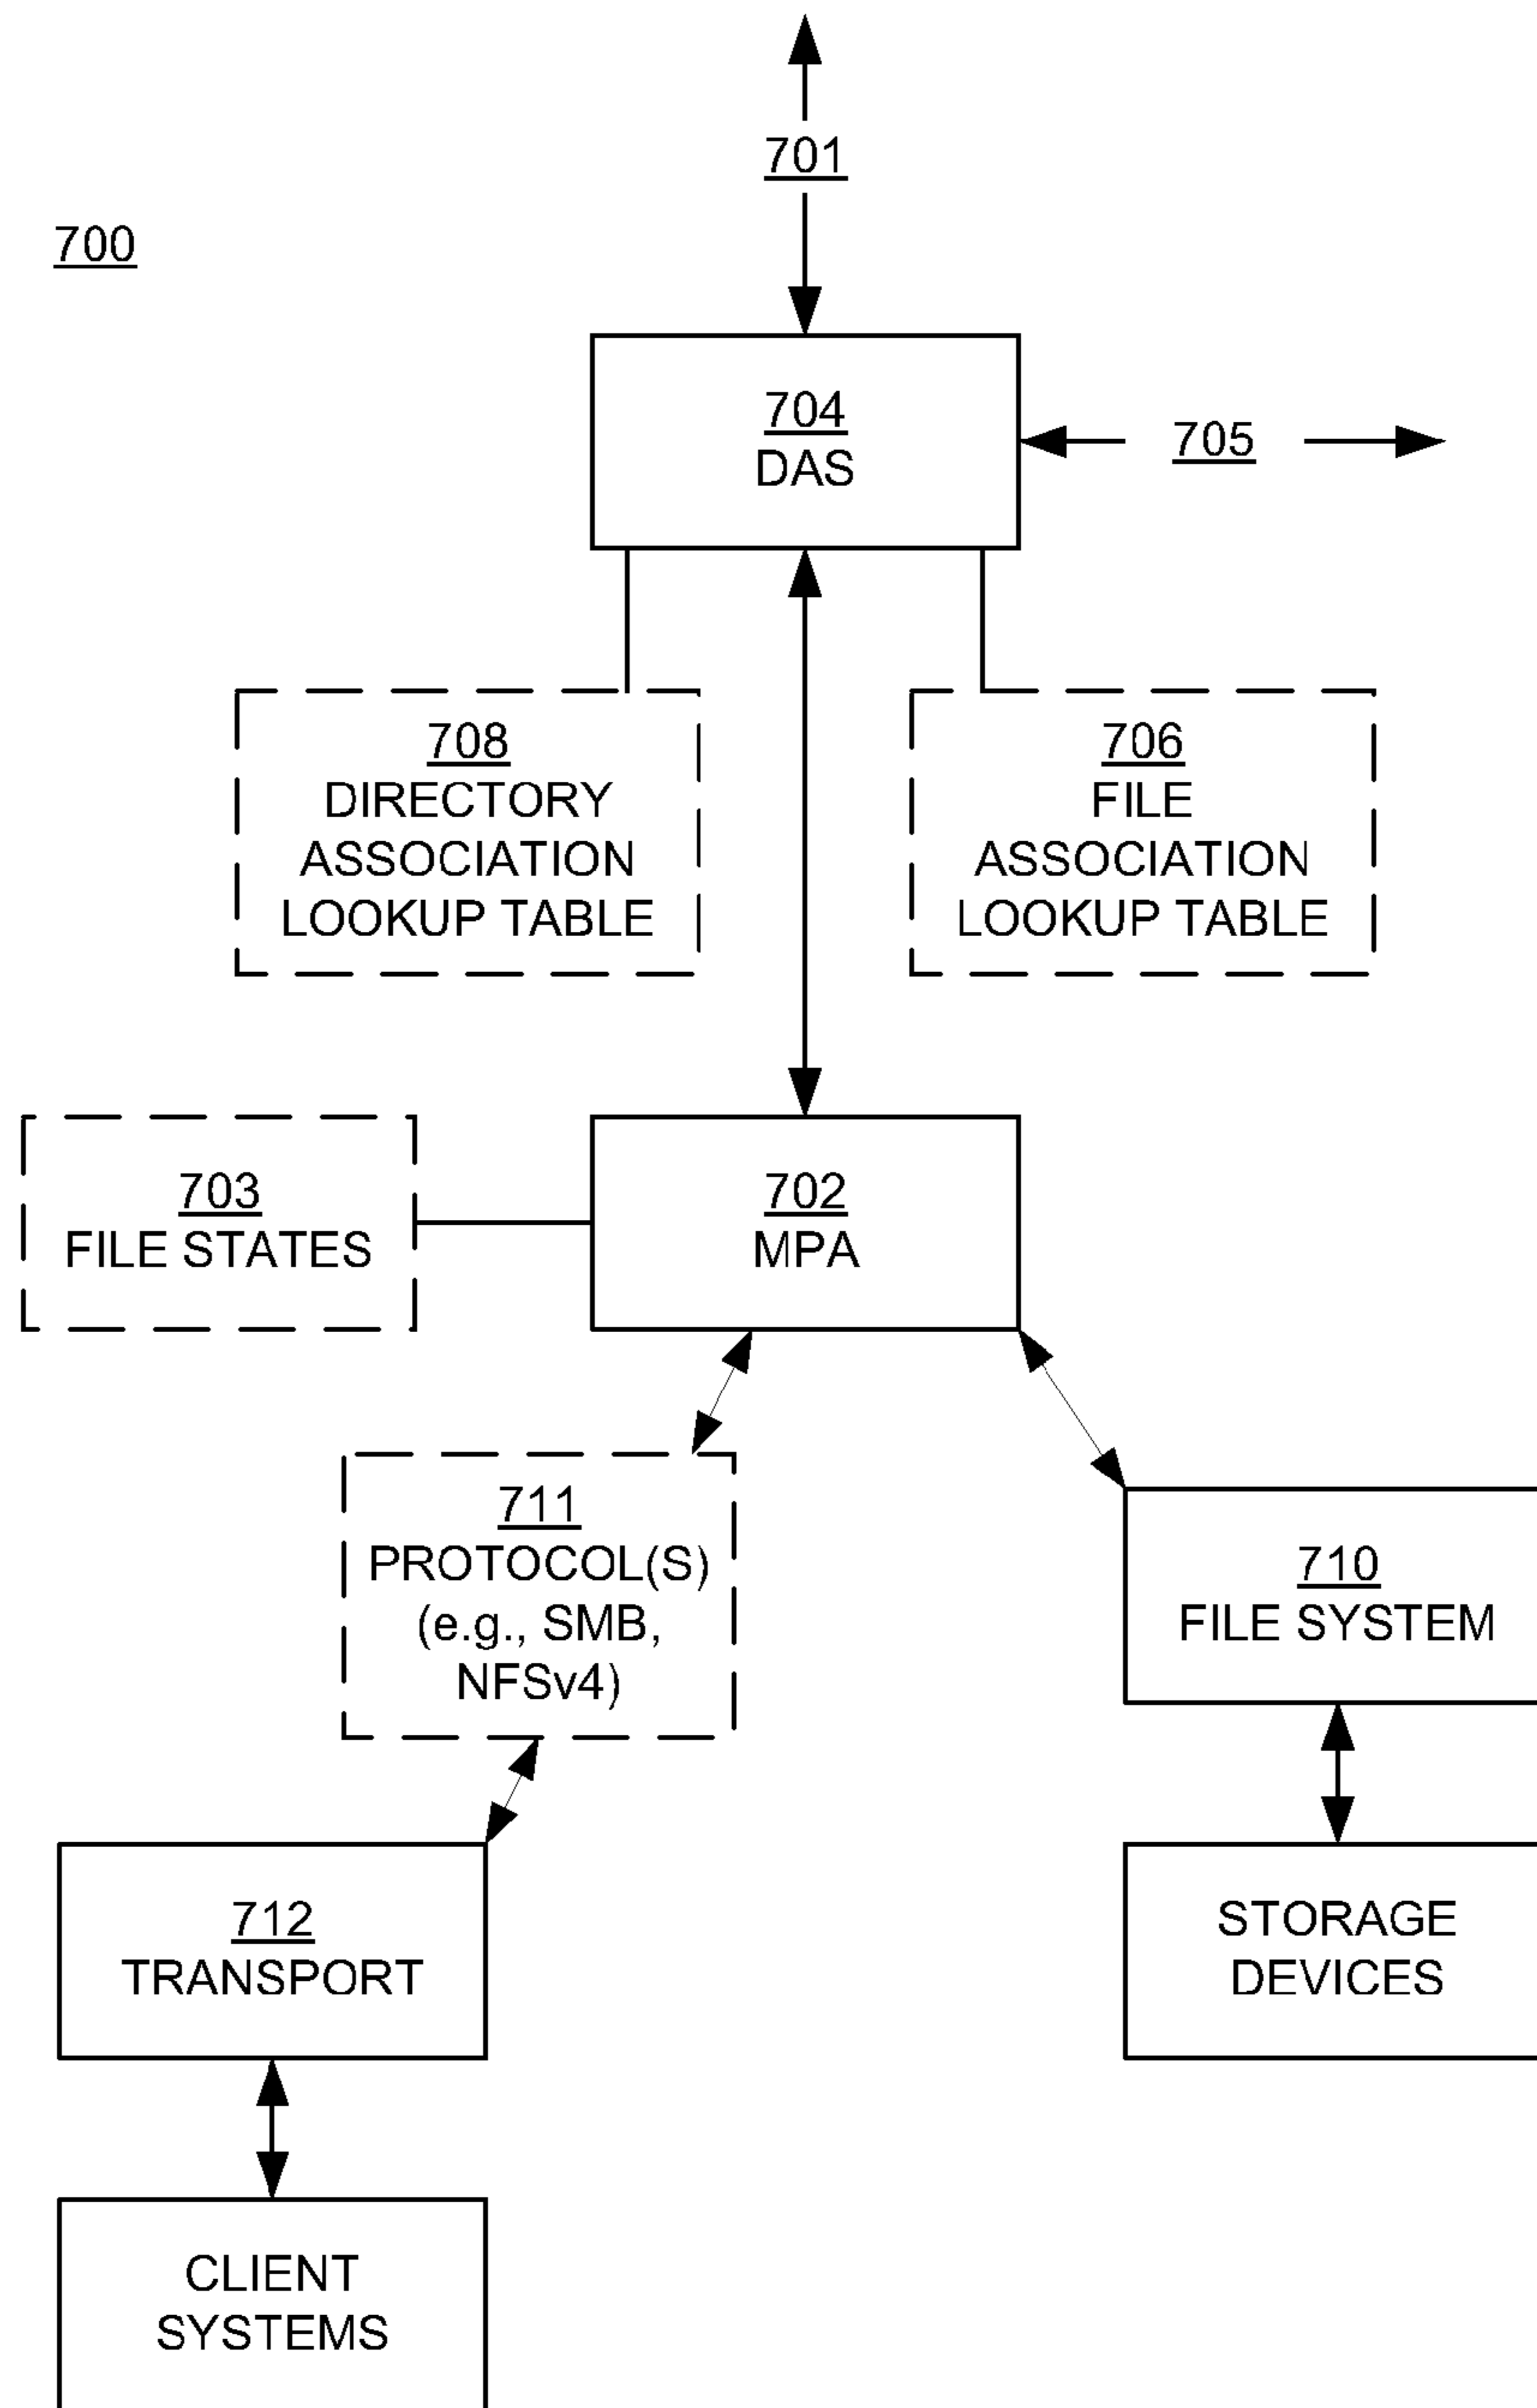 701
700
704
DAS
705
708
DIRECTORY
ASSOCIATION
LOOKUP TABLE
706
FILE
ASSOCIATION
LOOKUP TABLE
703
FILE STATES
702
MPA
711
PROTOCOL(S)
(e.g., SMB,
NFSv4)
710
FILE SYSTEM
712
TRANSPORT
STORAGE
DEVICES
CLIENT
SYSTEMS